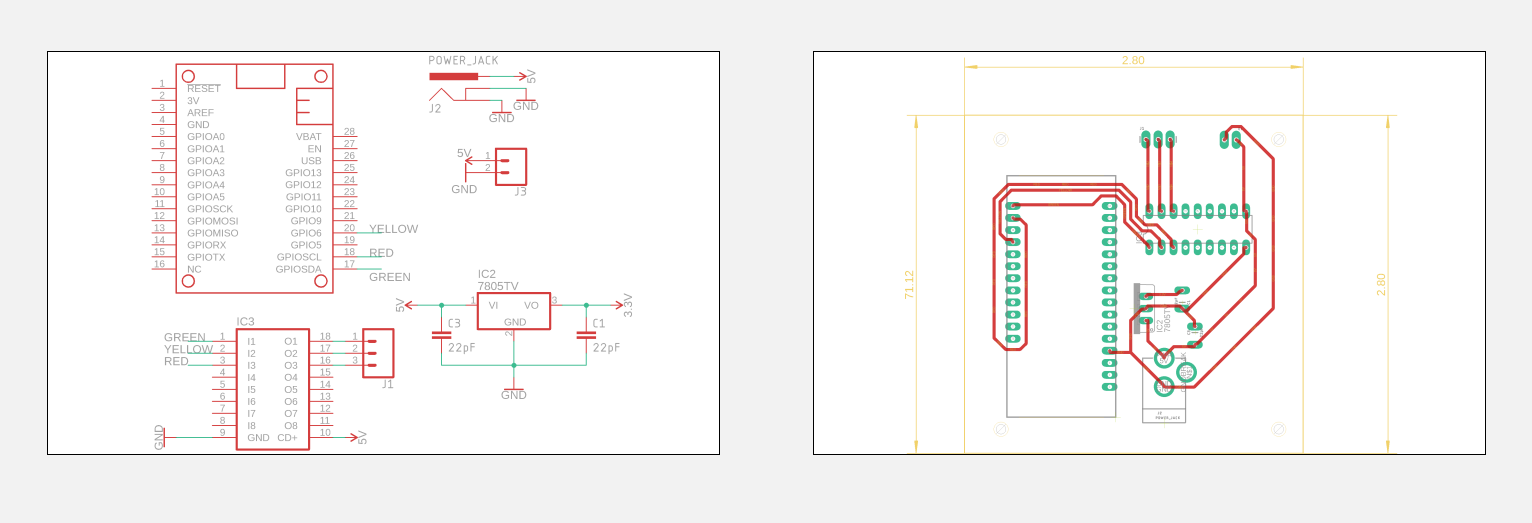 POWER_JACK
5V
GND
GND
J2
1 RESET
2 3V
3 AREF
4 GND
5 GPIOA0
6 GPIOA1
7 GPIOA2
8 GPIOA3
9 GPIOA4
10 GPIOA5
11 GPIOSCK
12 GPIOMOSI
13 GPIOMISO
14 GPIORX
15 GPIOTX
16 NC
VBAT 28
EN 27
USB 26
GPIO13 25
GPIO12 24
GPIO11 23
GPIO10 22
GPIO9 21
GPIO6 20 YELLOW
GPIO5 19
GPIOSCL 18 RED
GPIOSDA 17 GREEN
5V 1
2
GND
J3
IC2
7805TV
5V
1 VI VO 3
3.3V
GND
2
C3
22pF
C1
22pF
GND
IC3
GREEN 1 I1 O1 18 1
YELLOW 2 I2 O2 17 2
RED 3 I3 O3 16 3
4 I4 O4 15
5 I5 O5 14
6 I6 O6 13
7 I7 O7 12
8 I8 O8 11
GND 9 GND CD+ 10 5V
J1
2.80
71.12
2.80
IC2
7805TV
POWER_JACK